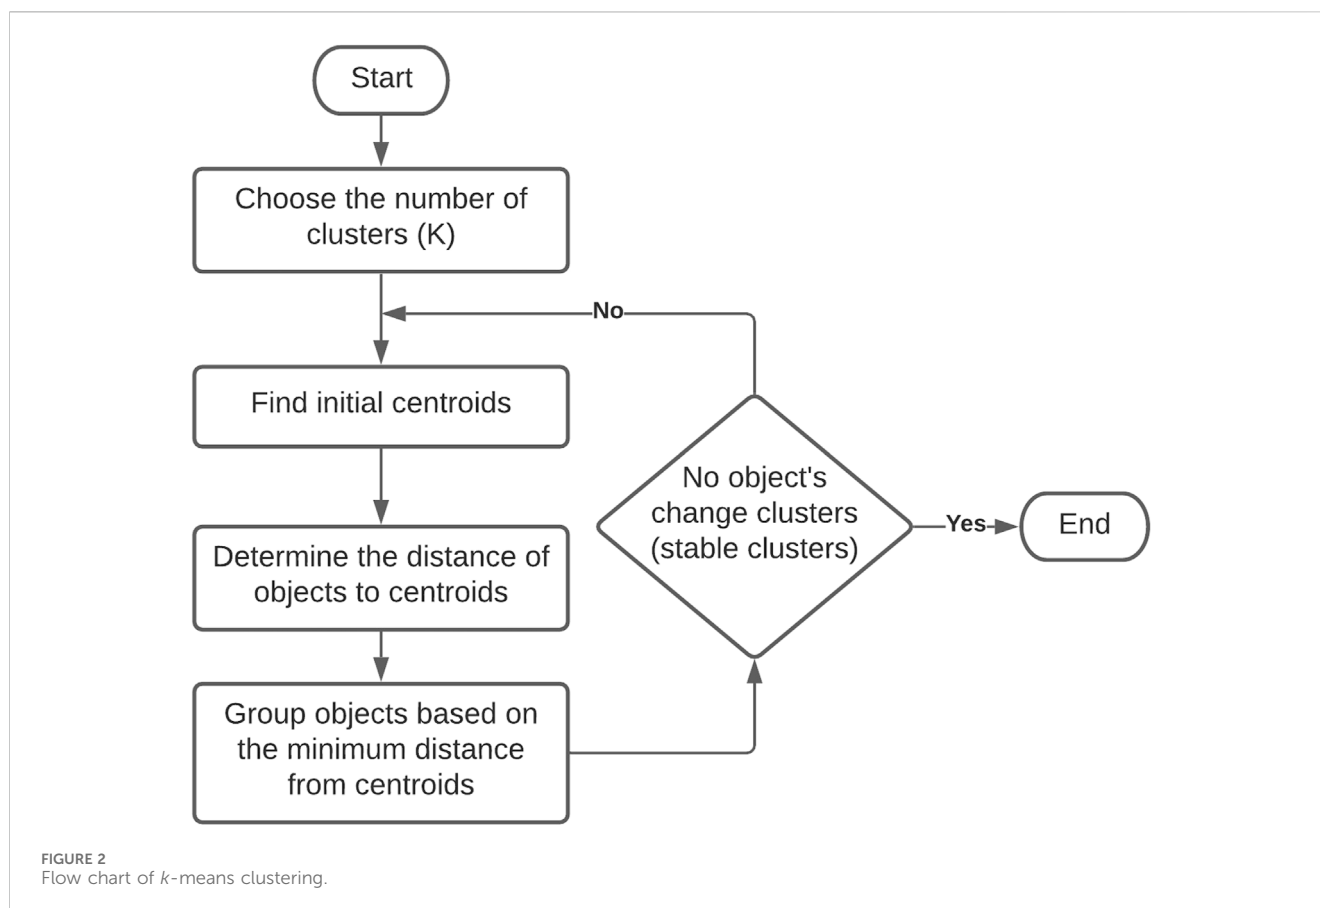 Start
Choose the number of
clusters (K)
No
Find initial centroids
No object's
change clusters
(stable clusters)
Yes
End
Determine the distance of
objects to centroids
Group objects based on
the minimum distance
from centroids
FIGURE 2
Flow chart of k-means clustering.